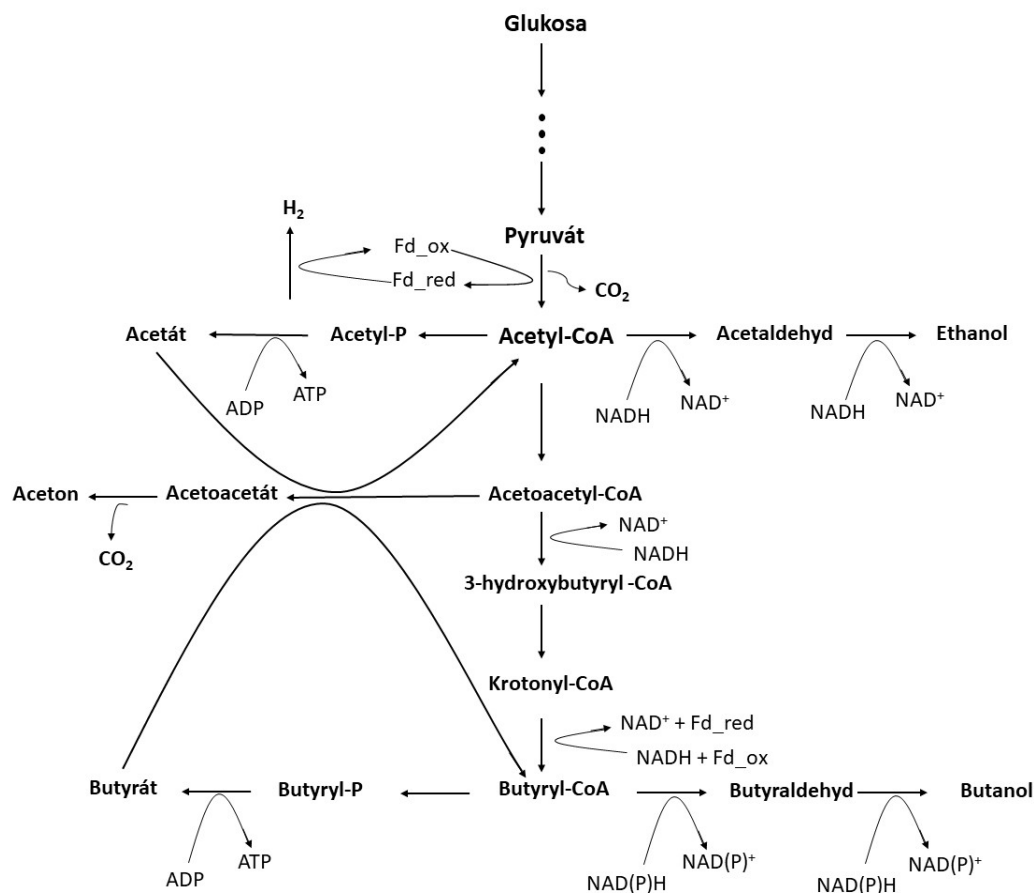 Glukosa
Pyruvát
H₂
Fd_ox
Fd_red
CO₂
Acetát
Acetyl-P
Acetyl-CoA
Acetaldehyd
Ethanol
ADP
ATP
NADH
NAD⁺
NADH
NAD⁺
Aceton
Acetoacetát
Acetoacetyl-CoA
CO₂
NAD⁺
NADH
3-hydroxybutyryl -CoA
Krotonyl-CoA
NAD⁺ + Fd_red
NADH + Fd_ox
Butyrát
Butyryl-P
Butyryl-CoA
Butyraldehyd
Butanol
ADP
ATP
NAD(P)H
NAD(P)⁺
NAD(P)H
NAD(P)⁺